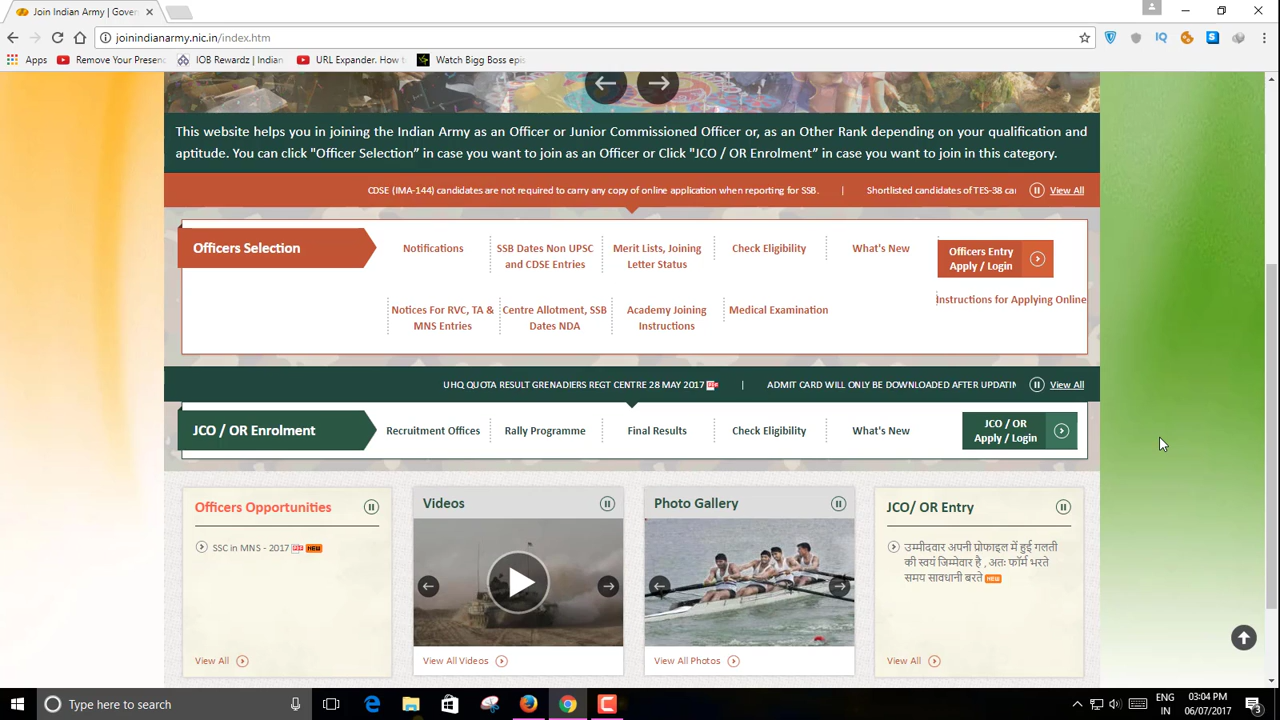 Join Indian Army | Gover
joinindianarmy.nic.in/index.htm
Apps
Remove Your Presenc
IOB Rewardz | Indian
URL Expander. How t
Watch Bigg Boss epis
IQ
This website helps you in joining the Indian Army as an Officer or Junior Commissioned Officer or, as an Other Rank depending on your qualification and
aptitude. You can click "Officer Selection" in case you want to join as an Officer or Click "JCO / OR Enrolment" in case you want to join in this category.
CDSE (IMA-144) candidates are not required to carry any copy of online application when reporting for SSB. | Shortlisted candidates of TES-38 car
View All
Officers Selection
Notifications
SSB Dates Non UPSC
and CDSE Entries
Merit Lists, Joining
Letter Status
Check Eligibility
What's New
Officers Entry
Apply / Login
Instructions for Applying Online
Notices For RVC, TA &
MNS Entries
Centre Allotment, SSB
Dates NDA
Academy Joining
Instructions
Medical Examination
UHQ QUOTA RESULT GRENADIERS REGT CENTRE 28 MAY 2017 | ADMIT CARD WILL ONLY BE DOWNLOADED AFTER UPDATIN
View All
JCO / OR Enrolment
Recruitment Offices
Rally Programme
Final Results
Check Eligibility
What's New
JCO / OR
Apply / Login
Officers Opportunities
SSC in MNS - 2017 NEW
View All
Videos
View All Videos
Photo Gallery
View All Photos
JCO/ OR Entry
उम्मीदवार अपनी प्रोफाइल में हुई गलती
की स्वयं जिम्मेवार है , अतः फॉर्म भरते
समय सावधानी बरते NEW
View All
Type here to search
ENG
IN
03:04 PM
06/07/2017
3